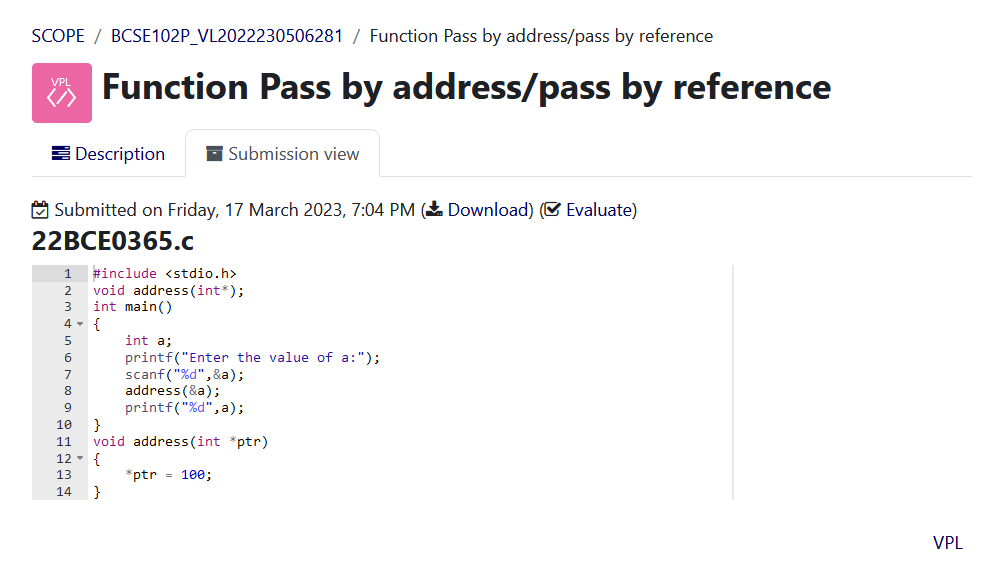 SCOPE / BCSE102P_VL2022230506281 / Function Pass by address/pass by reference
VPL
</>
Function Pass by address/pass by reference
Description
Submission view
Submitted on Friday, 17 March 2023, 7:04 PM (Download) (Evaluate)
22BCE0365.c
1 #include <stdio.h>
2 void address(int*);
3 int main()
4 {
5     int a;
6     printf("Enter the value of a:");
7     scanf("%d",&a);
8     address(&a);
9     printf("%d",a);
10 }
11 void address(int *ptr)
12 {
13     *ptr = 100;
14 }
VPL